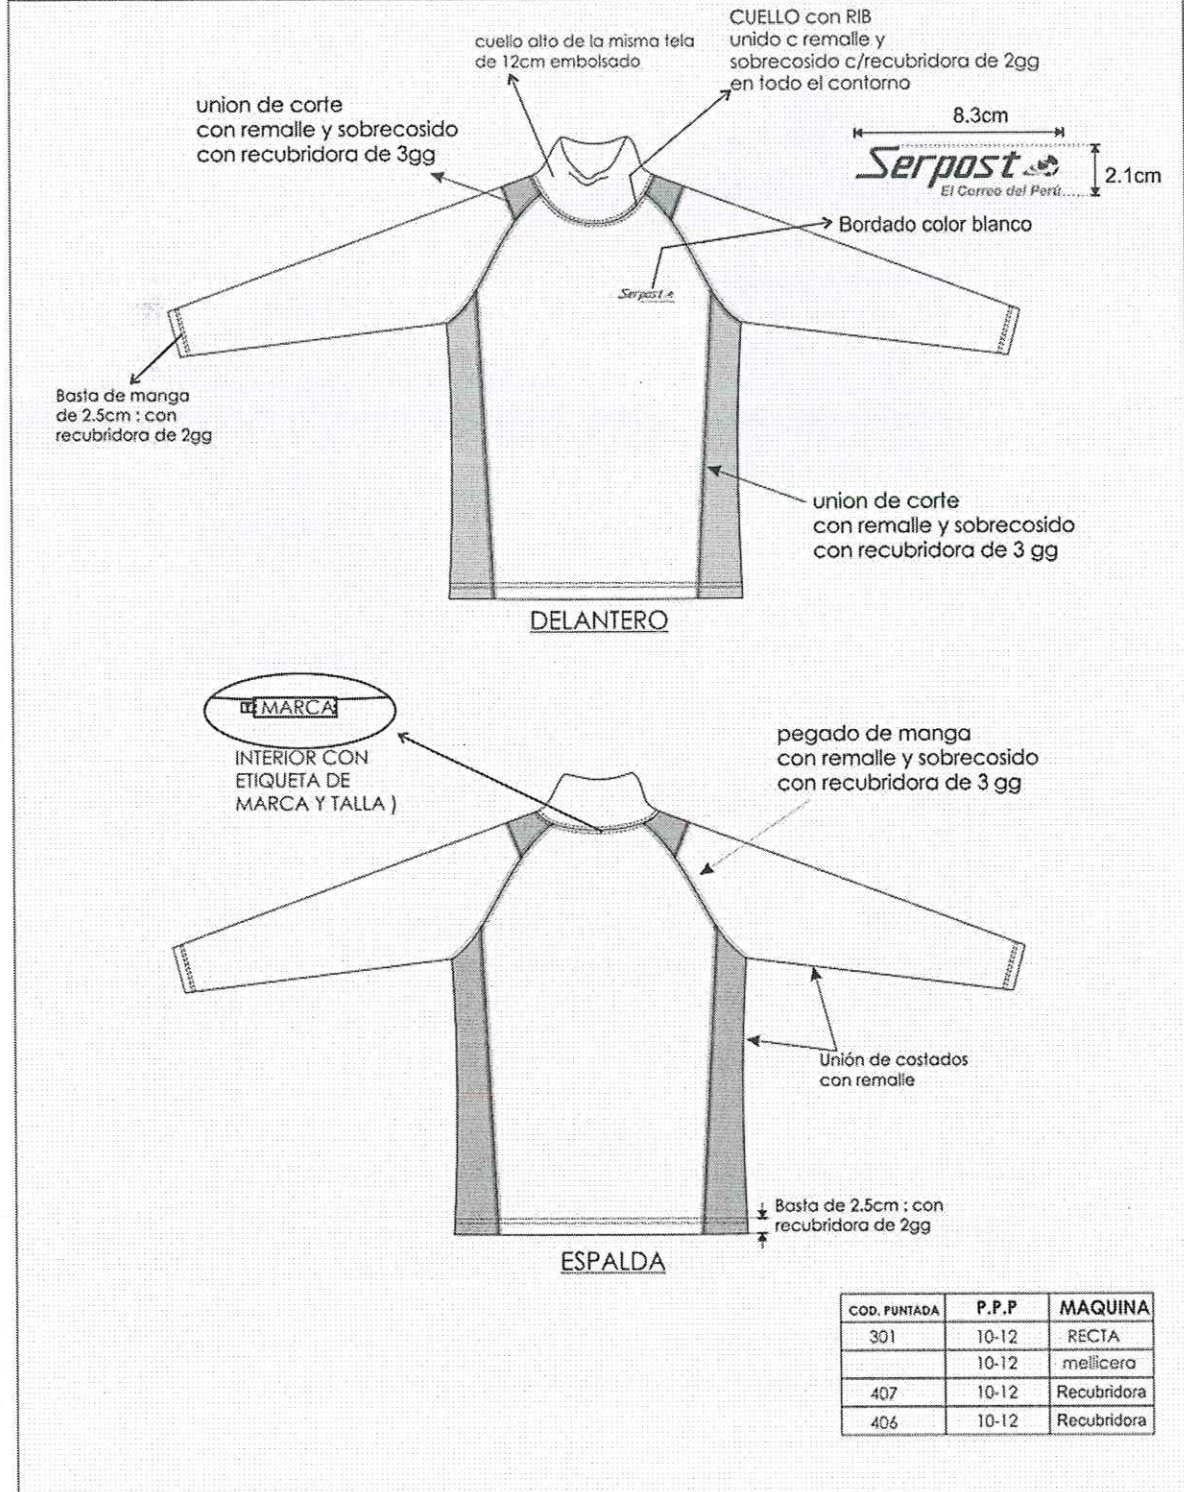 cuello alto de la misma tela
de 12cm embolsado
CUELLO con RIB
unido c remalle y
sobrecosido c/recubridora de 2gg
en todo el contorno
union de corte
con remalle y sobrecosido
con recubridora de 3gg
8.3cm
Serpost
El Correo del Perú
2.1cm
Bordado color blanco
Serpost
Basta de manga
de 2.5cm : con
recubridora de 2gg
union de corte
con remalle y sobrecosido
con recubridora de 3 gg
DELANTERO
T MARCA
INTERIOR CON
ETIQUETA DE
MARCA Y TALLA )
pegado de manga
con remalle y sobrecosido
con recubridora de 3 gg
Unión de costados
con remalle
Basta de 2.5cm : con
recubridora de 2gg
ESPALDA
COD. PUNTADA P.P.P MAQUINA
301 10-12 RECTA
10-12 mellicera
407 10-12 Recubridora
406 10-12 Recubridora